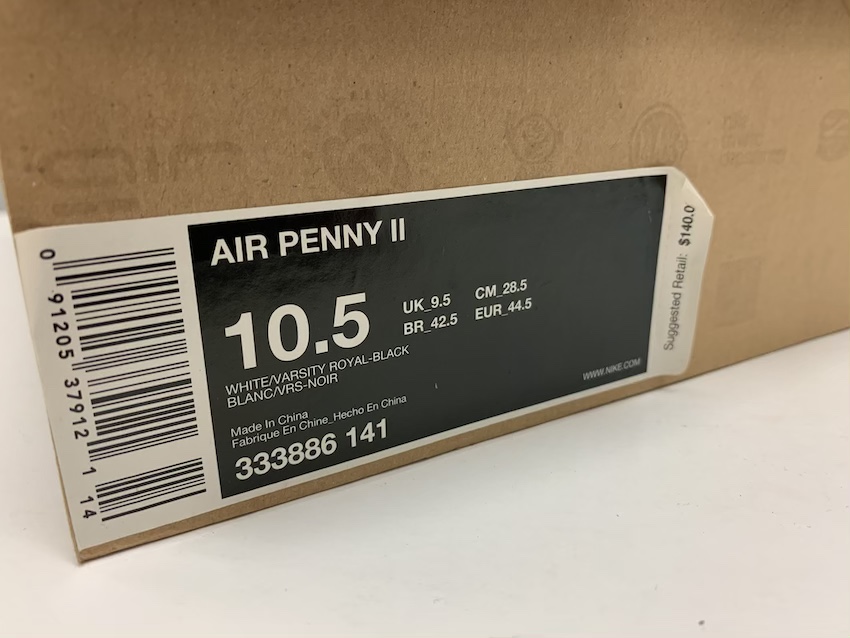 AIR PENNY II
10.5
UK_9.5 CM_28.5
BR_42.5 EUR_44.5
WHITE/VARSITY ROYAL-BLACK
BLANC/VRS-NOIR
Made In China
Fabrique En Chine_Hecho En China
333886 141
WWW.NIKE.COM
0 91205 37912 1 14
Suggested Retail: $140.0